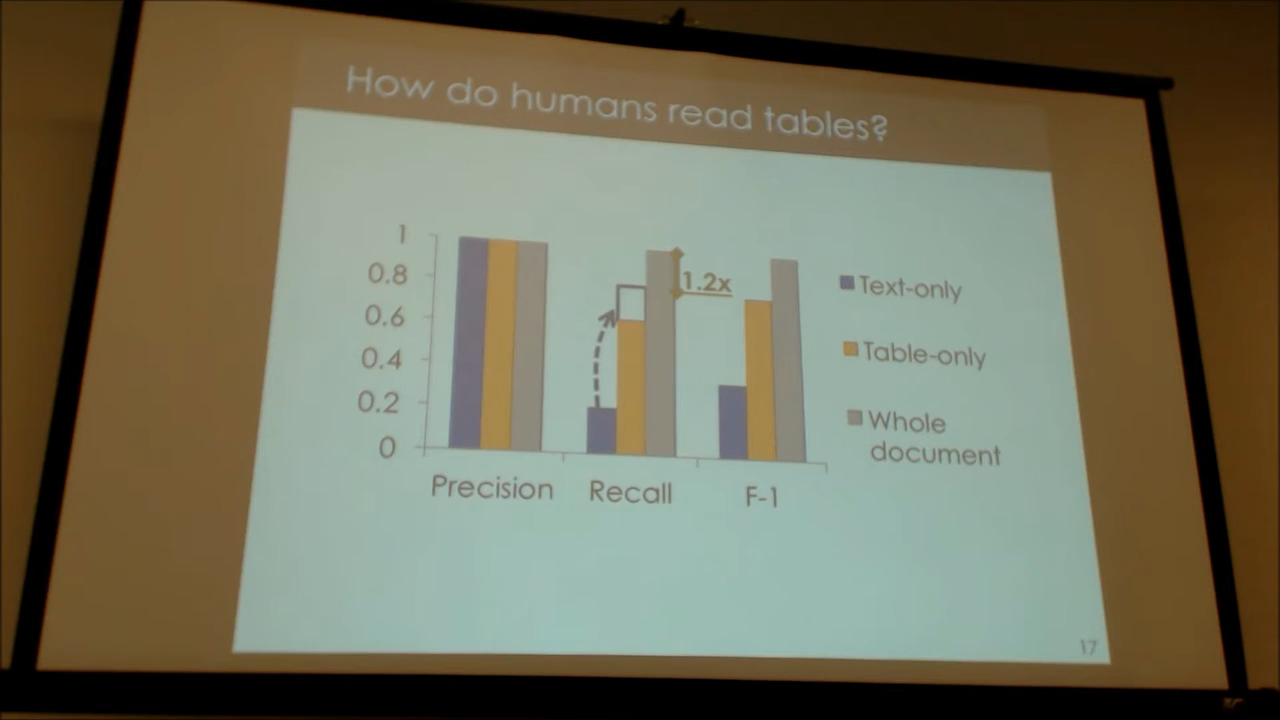 How do humans read tables?
1
0.8
0.6
0.4
0.2
0
1.2x
Precision
Recall
F-1
Text-only
Table-only
Whole
document
17